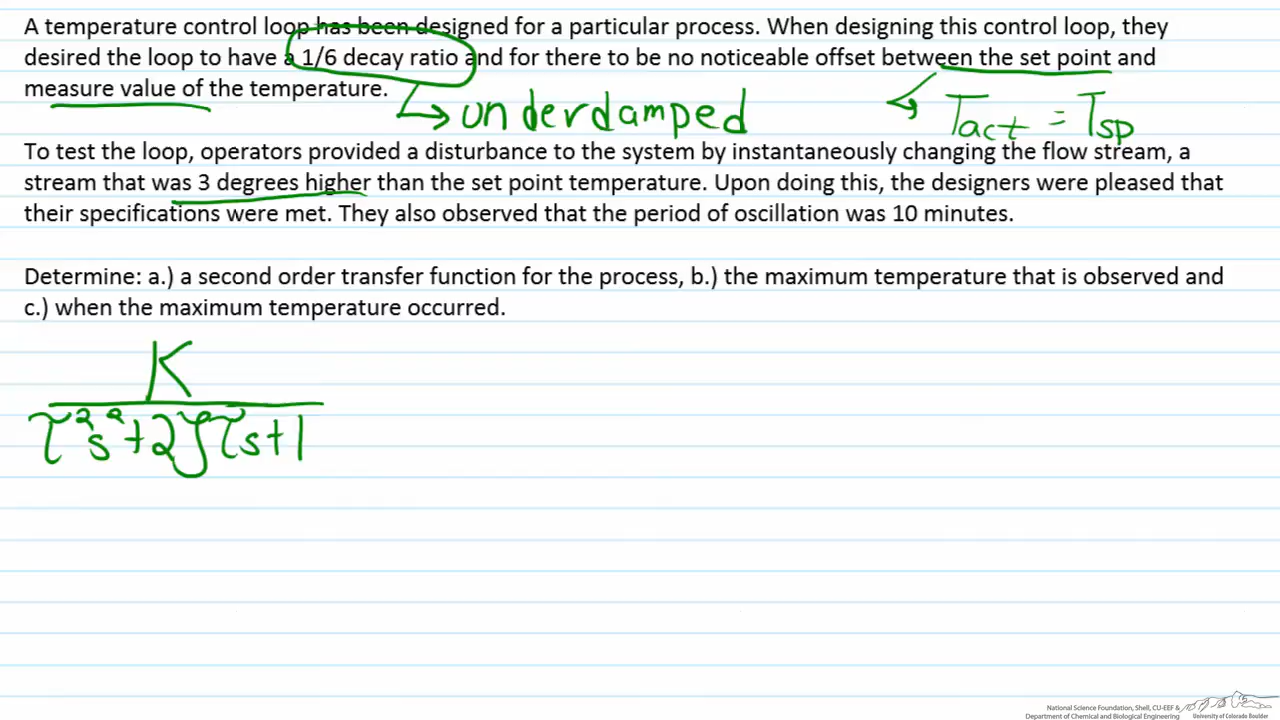 A temperature control loop has been designed for a particular process. When designing this control loop, they
desired the loop to have a 1/6 decay ratio and for there to be no noticeable offset between the set point and
measure value of the temperature.
underdamped
Tact = Tsp
To test the loop, operators provided a disturbance to the system by instantaneously changing the flow stream, a
stream that was 3 degrees higher than the set point temperature. Upon doing this, the designers were pleased that
their specifications were met. They also observed that the period of oscillation was 10 minutes.
Determine: a.) a second order transfer function for the process, b.) the maximum temperature that is observed and
c.) when the maximum temperature occurred.
K
τ²s²+2ζτs+1
National Science Foundation, Shell, CU-EEF &
Department of Chemical and Biological Engineering
University of Colorado Boulder